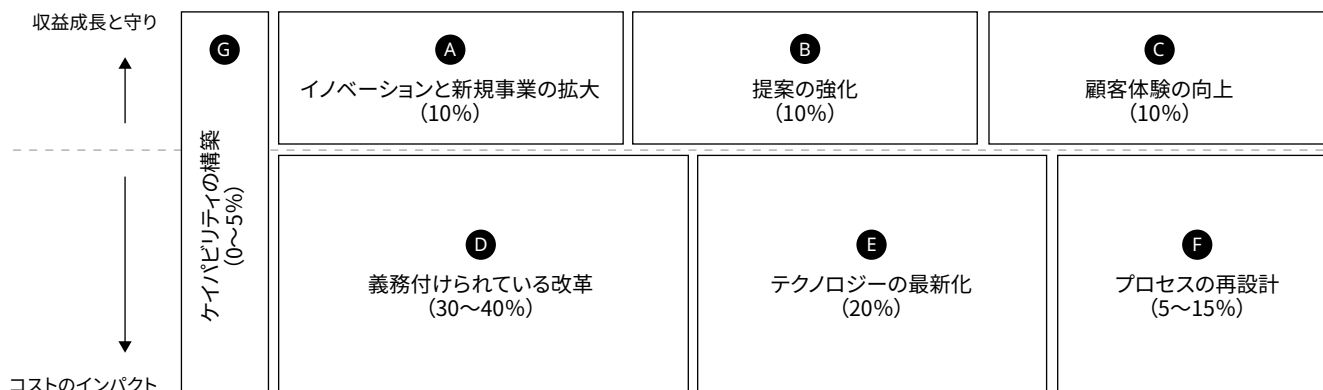 収益成長と守り
G
ケイパビリティの構築
(0〜5%)
A
イノベーションと新規事業の拡大
(10%)
B
提案の強化
(10%)
C
顧客体験の向上
(10%)
D
義務付けられている改革
(30〜40%)
E
テクノロジーの最新化
(20%)
F
プロセスの再設計
(5〜15%)
コストのインパクト